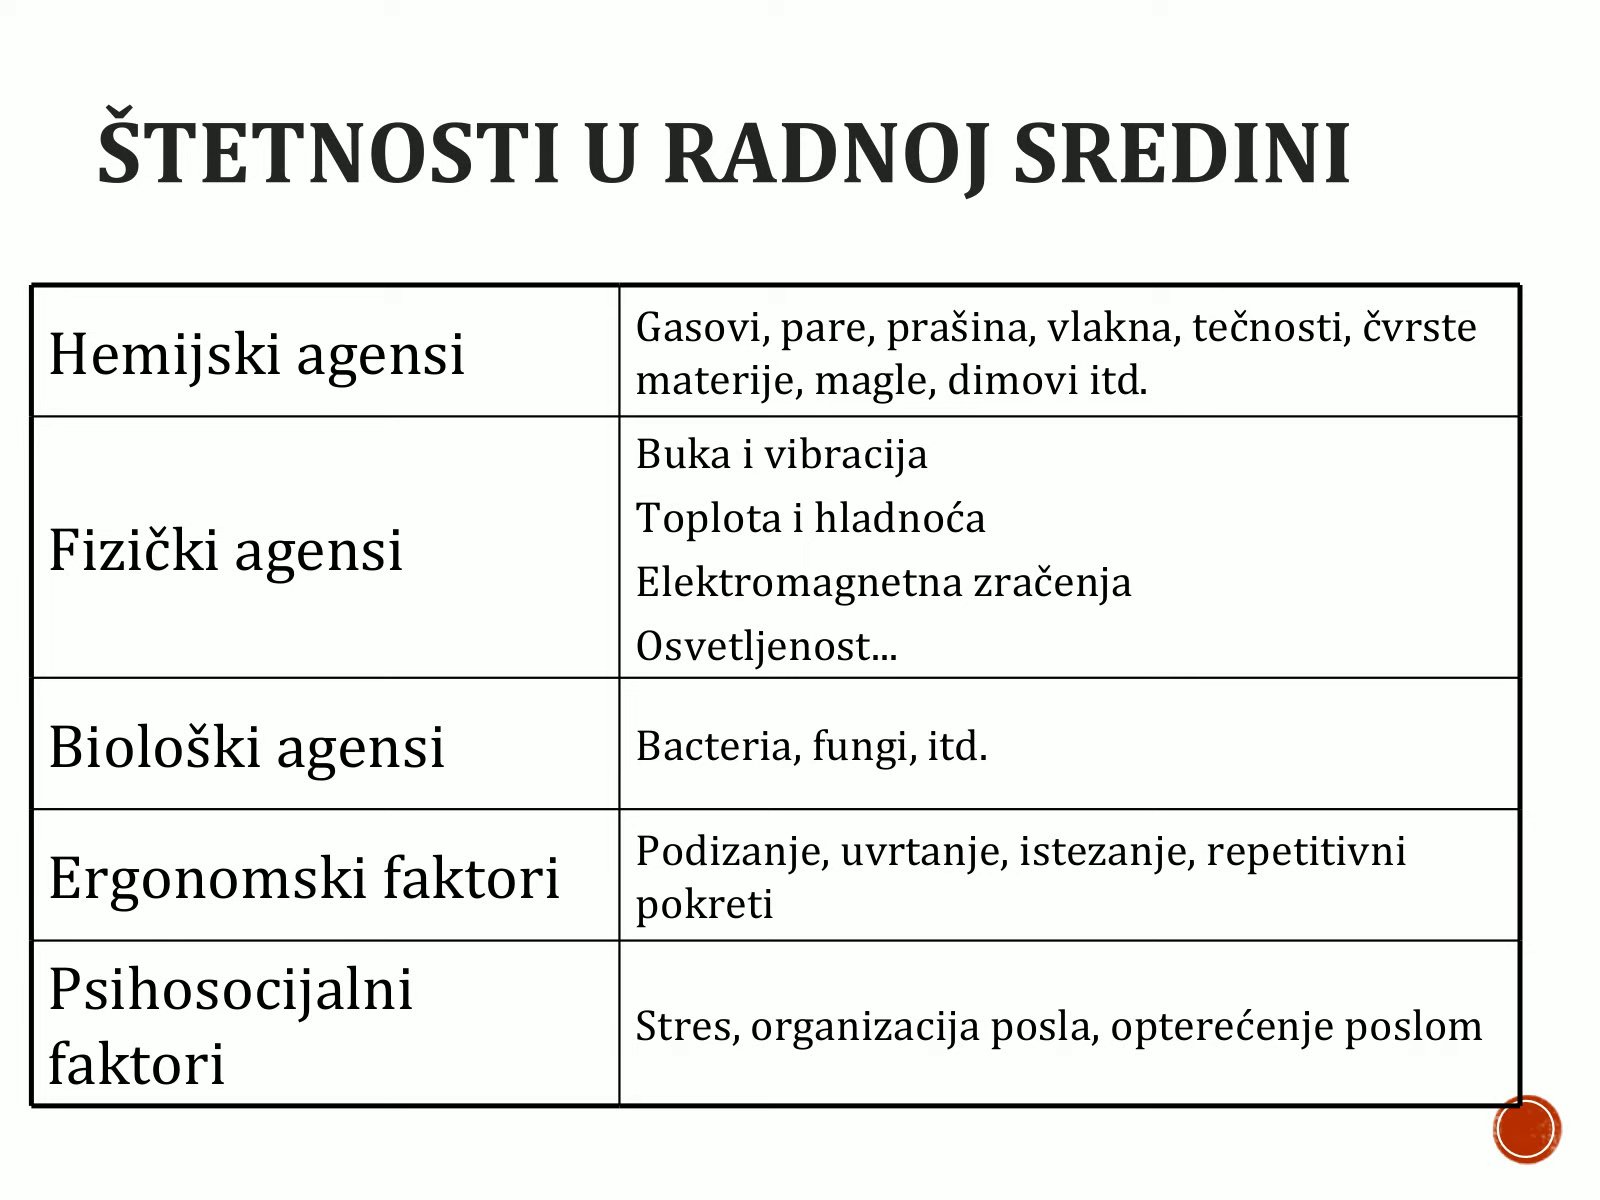 ŠTETNOSTI U RADNOJ SREDINI
Hemijski agensi
Gasovi, pare, prašina, vlakna, tečnosti, čvrste
materije, magle, dimovi itd.
Fizički agensi
Buka i vibracija
Toplota i hladnoća
Elektromagnetna zračenja
Osvetljenost...
Biološki agensi
Bacteria, fungi, itd.
Ergonomski faktori
Podizanje, uvrtanje, istezanje, repetitivni
pokreti
Psihosocijalni
faktori
Stres, organizacija posla, opterećenje poslom